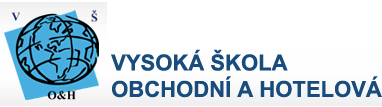 V Š
O&H
VYSOKÁ ŠKOLA
OBCHODNÍ A HOTELOVÁ